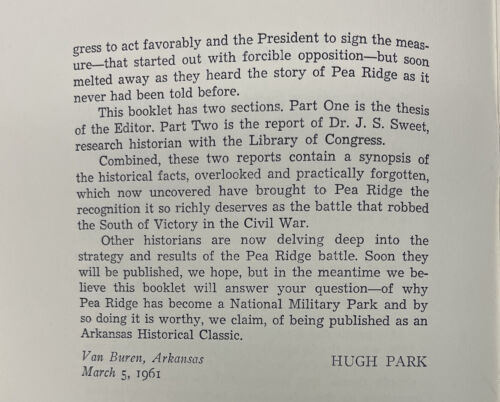 gress to act favorably and the President to sign the meas-
ure—that started out with forcible opposition—but soon
melted away as they heard the story of Pea Ridge as it
never had been told before.
This booklet has two sections. Part One is the thesis
of the Editor. Part Two is the report of Dr. J. S. Sweet,
research historian with the Library of Congress.
Combined, these two reports contain a synopsis of
the historical facts, overlooked and practically forgotten,
which now uncovered have brought to Pea Ridge the
recognition it so richly deserves as the battle that robbed
the South of Victory in the Civil War.
Other historians are now delving deep into the
strategy and results of the Pea Ridge battle. Soon they
will be published, we hope, but in the meantime we be-
lieve this booklet will answer your question—of why
Pea Ridge has become a National Military Park and by
so doing it is worthy, we claim, of being published as an
Arkansas Historical Classic.
Van Buren, Arkansas
March 5, 1961
HUGH PARK